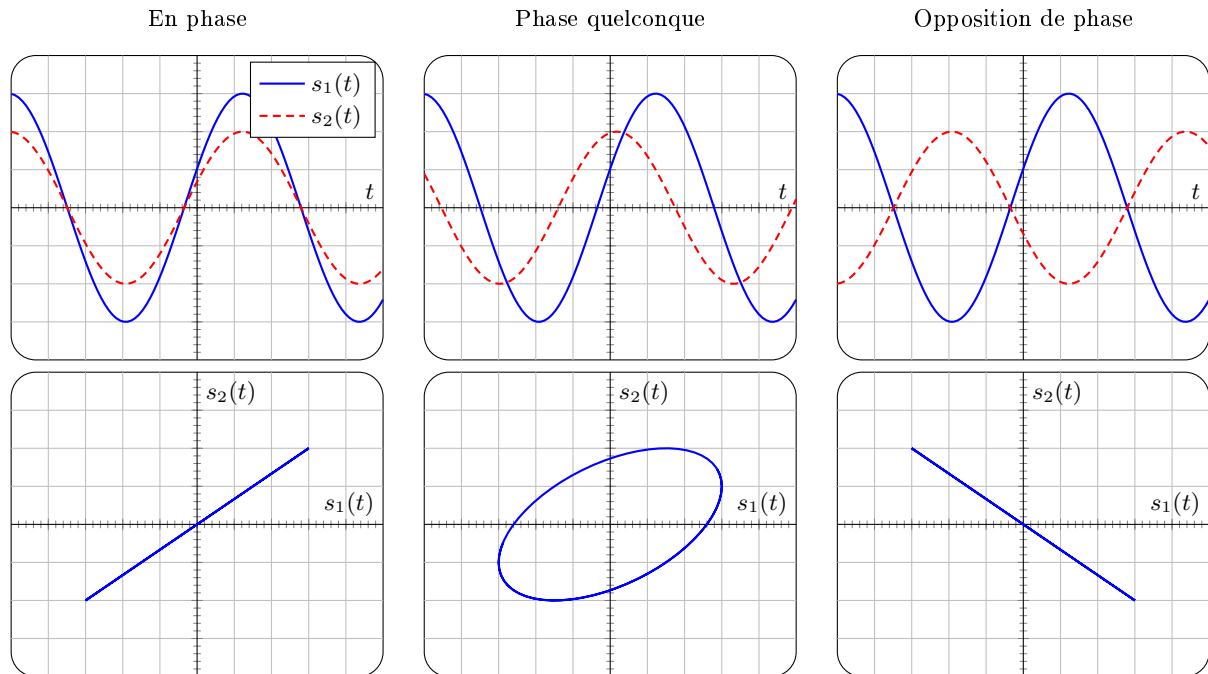 En phase
Phase quelconque
Opposition de phase
s₁(t)
s₂(t)
t
t
t
s₂(t)
s₁(t)
s₂(t)
s₁(t)
s₂(t)
s₁(t)